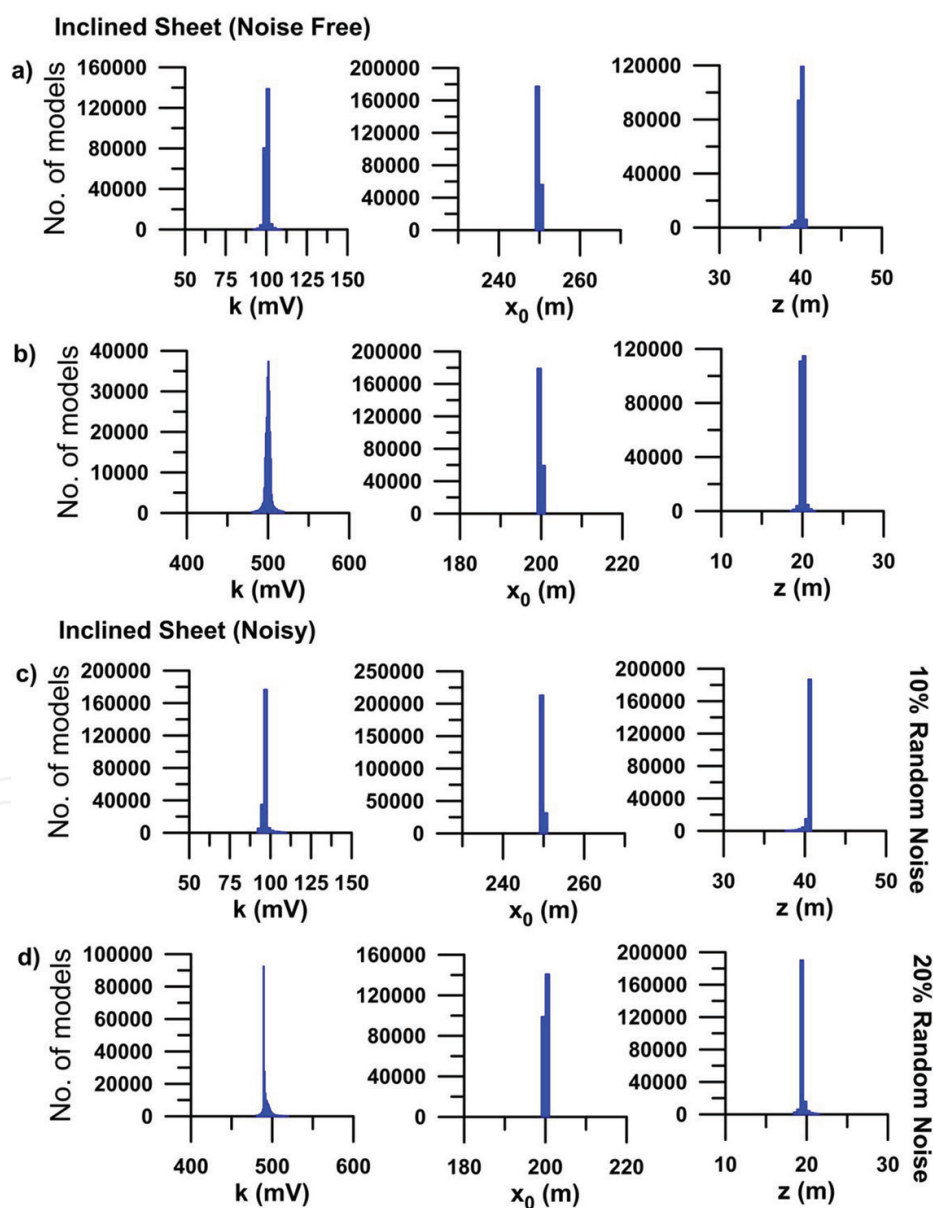 Inclined Sheet (Noise Free)
a)
No. of models
160000
140000
80000
40000
0
50 75 100 125 150
k (mV)
200000
160000
120000
80000
40000
0
240 260
x₀ (m)
120000
80000
40000
0
30 40 50
z (m)
b)
No. of models
40000
30000
20000
10000
0
400 500 600
k (mV)
200000
160000
120000
80000
40000
0
180 200 220
x₀ (m)
120000
80000
40000
0
10 20 30
z (m)
Inclined Sheet (Noisy)
c)
No. of models
200000
160000
120000
80000
40000
0
50 75 100 125 150
k (mV)
250000
200000
150000
100000
50000
0
240 260
x₀ (m)
200000
160000
120000
80000
40000
0
30 40 50
z (m)
10% Random Noise
d)
No. of models
100000
80000
60000
40000
20000
0
400 500 600
k (mV)
160000
120000
80000
40000
0
180 200 220
x₀ (m)
200000
160000
120000
80000
40000
0
10 20 30
z (m)
20% Random Noise